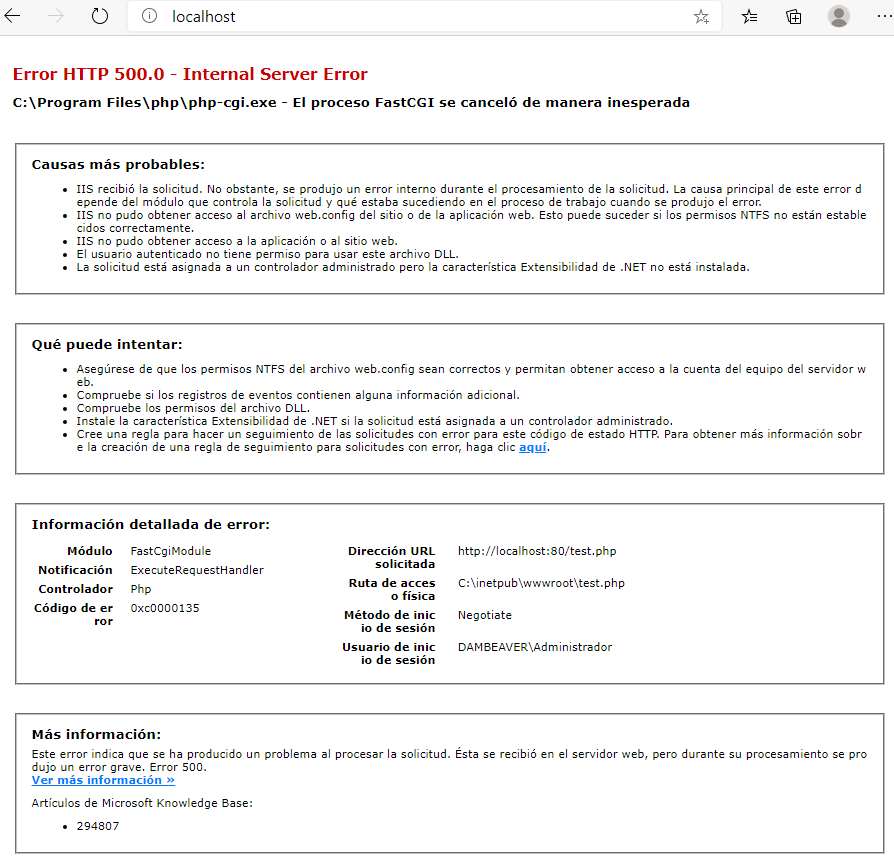 localhost
Error HTTP 500.0 - Internal Server Error
C:\Program Files\php\php-cgi.exe - El proceso FastCGI se canceló de manera inesperada
Causas más probables:
• IIS recibió la solicitud. No obstante, se produjo un error interno durante el procesamiento de la solicitud. La causa principal de este error d
epende del módulo que controla la solicitud y qué estaba sucediendo en el proceso de trabajo cuando se produjo el error.
• IIS no pudo obtener acceso al archivo web.config del sitio o de la aplicación web. Esto puede suceder si los permisos NTFS no están estable
cidos correctamente.
• IIS no pudo obtener acceso a la aplicación o al sitio web.
• El usuario autenticado no tiene permiso para usar este archivo DLL.
• La solicitud está asignada a un controlador administrado pero la característica Extensibilidad de .NET no está instalada.
Qué puede intentar:
• Asegúrese de que los permisos NTFS del archivo web.config sean correctos y permitan obtener acceso a la cuenta del equipo del servidor w
eb.
• Compruebe si los registros de eventos contienen alguna información adicional.
• Compruebe los permisos del archivo DLL.
• Instale la característica Extensibilidad de .NET si la solicitud está asignada a un controlador administrado.
• Cree una regla para hacer un seguimiento de las solicitudes con error para este código de estado HTTP. Para obtener más información sobr
e la creación de una regla de seguimiento para solicitudes con error, haga clic aquí.
Información detallada de error:
Módulo FastCgiModule
Notificación ExecuteRequestHandler
Controlador Php
Código de er 0xc0000135
ror
Dirección URL http://localhost:80/test.php
solicitada
Ruta de acces C:\inetpub\wwwroot\test.php
o física
Método de inic Negotiate
io de sesión
Usuario de inic DAMBEAVER\Administrador
io de sesión
Más información:
Este error indica que se ha producido un problema al procesar la solicitud. Ésta se recibió en el servidor web, pero durante su procesamiento se pro
dujo un error grave. Error 500.
Ver más información »
Artículos de Microsoft Knowledge Base:
• 294807